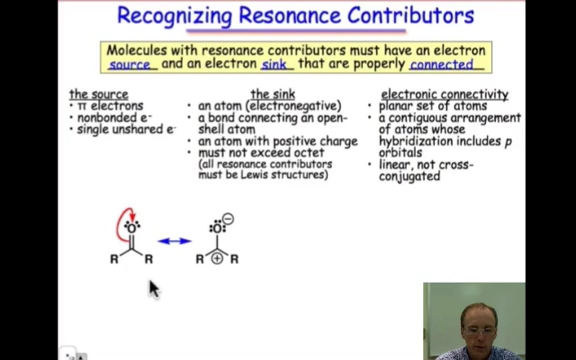 Recognizing Resonance Contributors
Molecules with resonance contributors must have an electron
source and an electron sink that are properly connected
the source
• π electrons
• nonbonded e-
• single unshared e-
the sink
• an atom (electronegative)
• a bond connecting an open-
shell atom
• an atom with positive charge
• must not exceed octet
(all resonance contributors
must be Lewis structures)
electronic connectivity
• planar set of atoms
• a contiguous arrangement
of atoms whose
hybridization includes p
orbitals
• linear, not cross-
conjugated
O
R R
O
R R